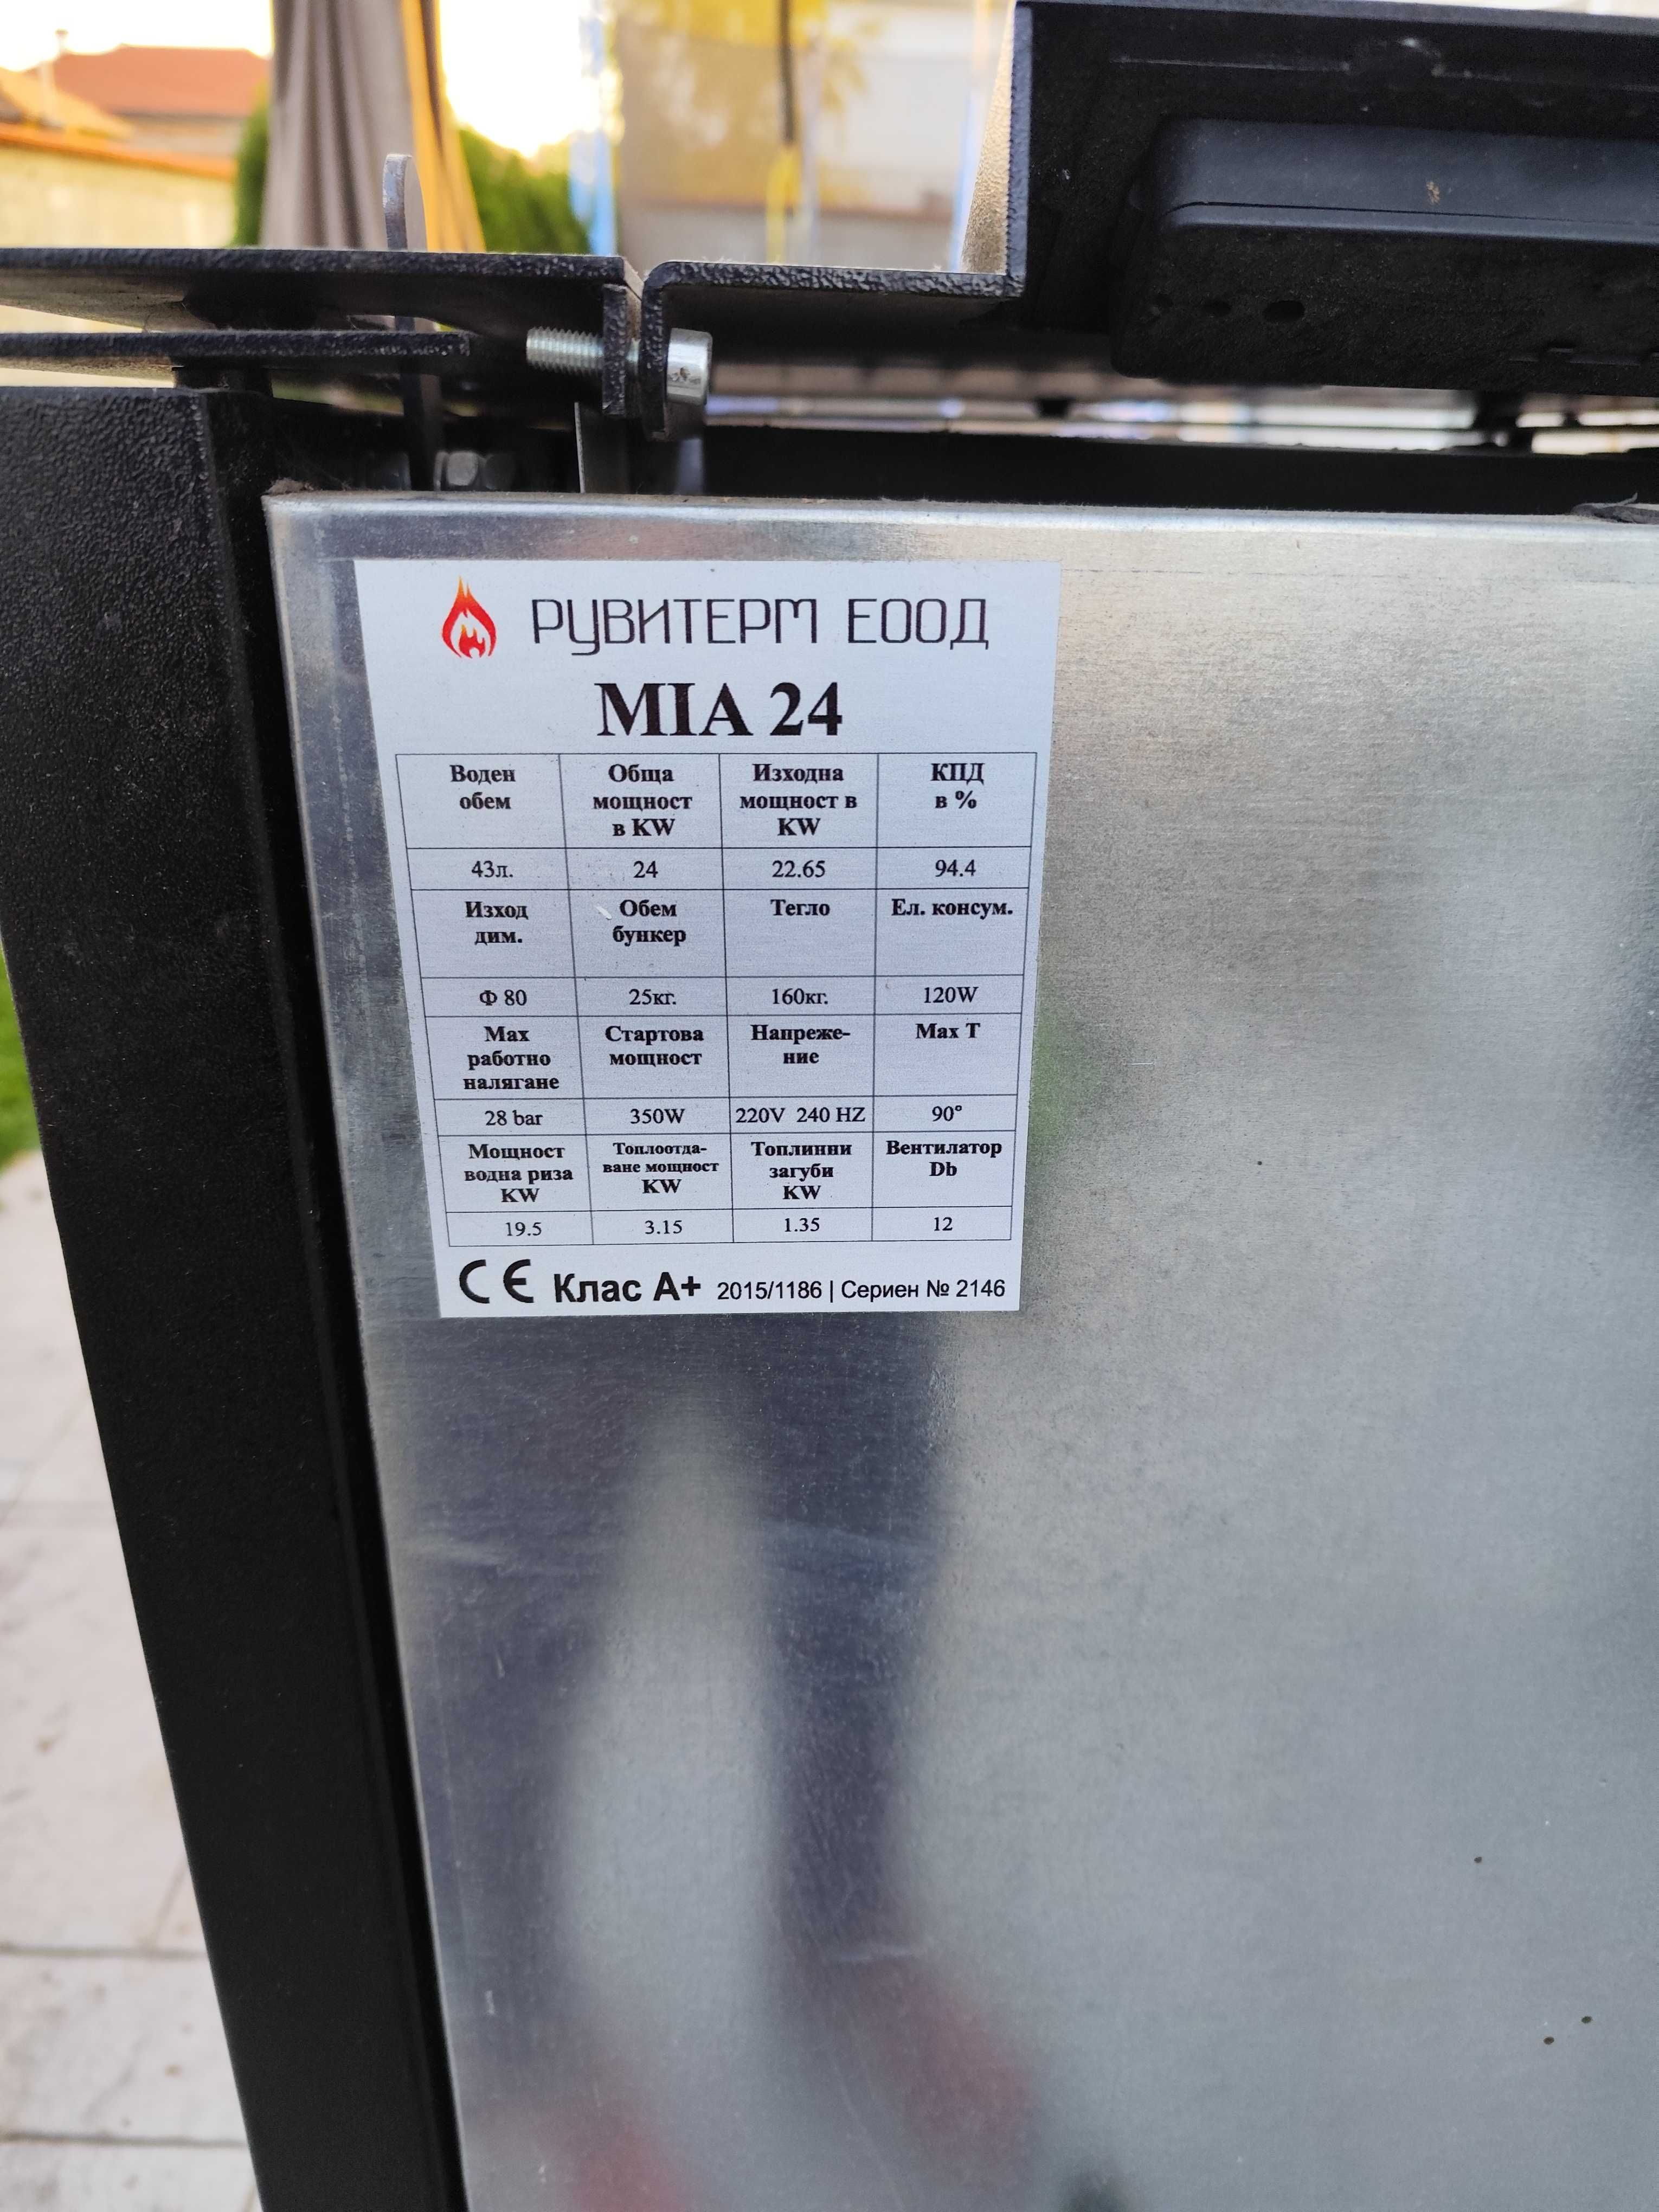 РУВИТЕРМ ЕООД
MIA 24
Воден обем | Обща мощност в KW | Изходна мощност в KW | КПД в %
43л. | 24 | 22.65 | 94.4
Изход дим. | Обем бункер | Тегло | Ел. консум.
Ф 80 | 25кг. | 160кг. | 120W
Max работно налягане | Стартова мощност | Напреже-ние | Max T
28 bar | 350W | 220V 240 HZ | 90°
Мощност водна риза KW | Топлоотда-ване мощност KW | Топлинни загуби KW | Вентилатор Db
19.5 | 3.15 | 1.35 | 12
CE Клас A+ 2015/1186 | Сериен № 2146